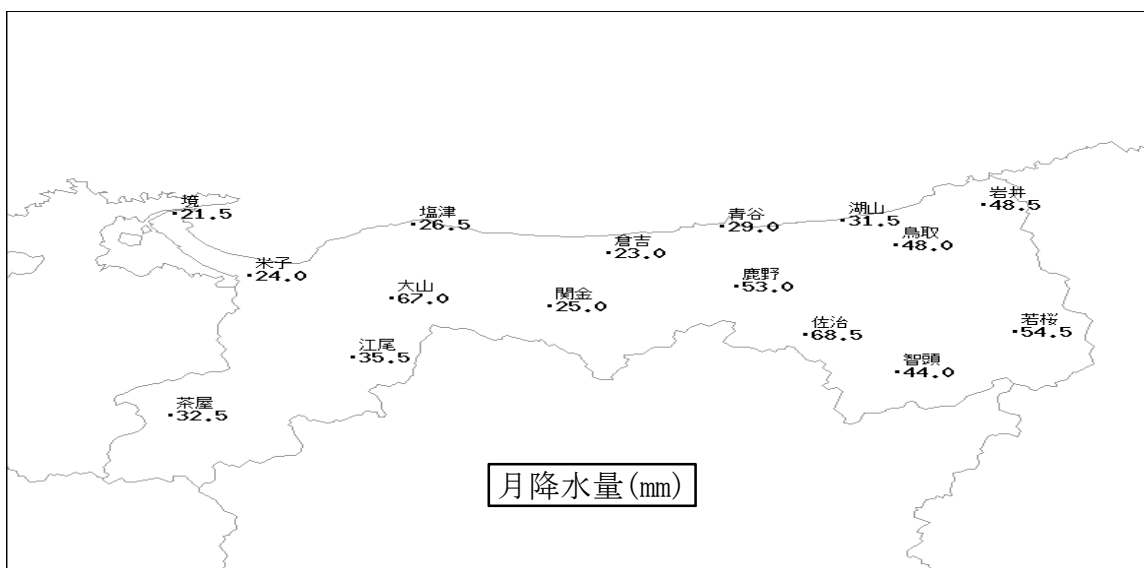 岩井
・48.5
境
・21.5
塩津
・26.5
青谷
・29.0
湖山
・31.5
鳥取
・48.0
倉吉
・23.0
米子
・24.0
大山
・67.0
関金
・25.0
鹿野
・53.0
佐治
・68.5
若桜
・54.5
江尾
・35.5
智頭
・44.0
茶屋
・32.5
月降水量(㎜)